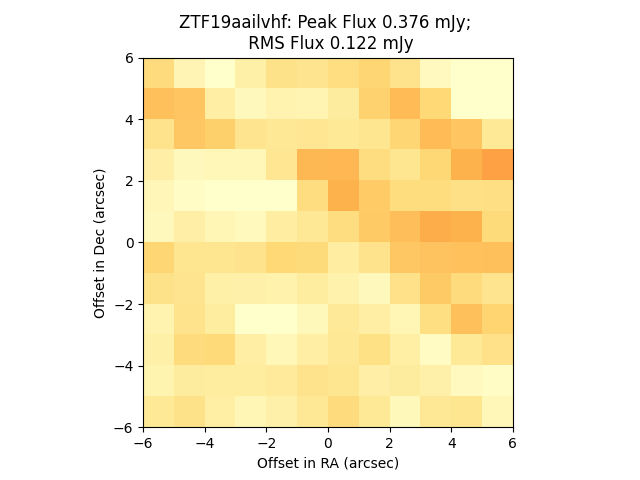 ZTF19aailvhf: Peak Flux 0.376 mJy;
RMS Flux 0.122 mJy
6
4
2
0
−2
−4
−6
Offset in Dec (arcsec)
−6 −4 −2 0 2 4 6
Offset in RA (arcsec)